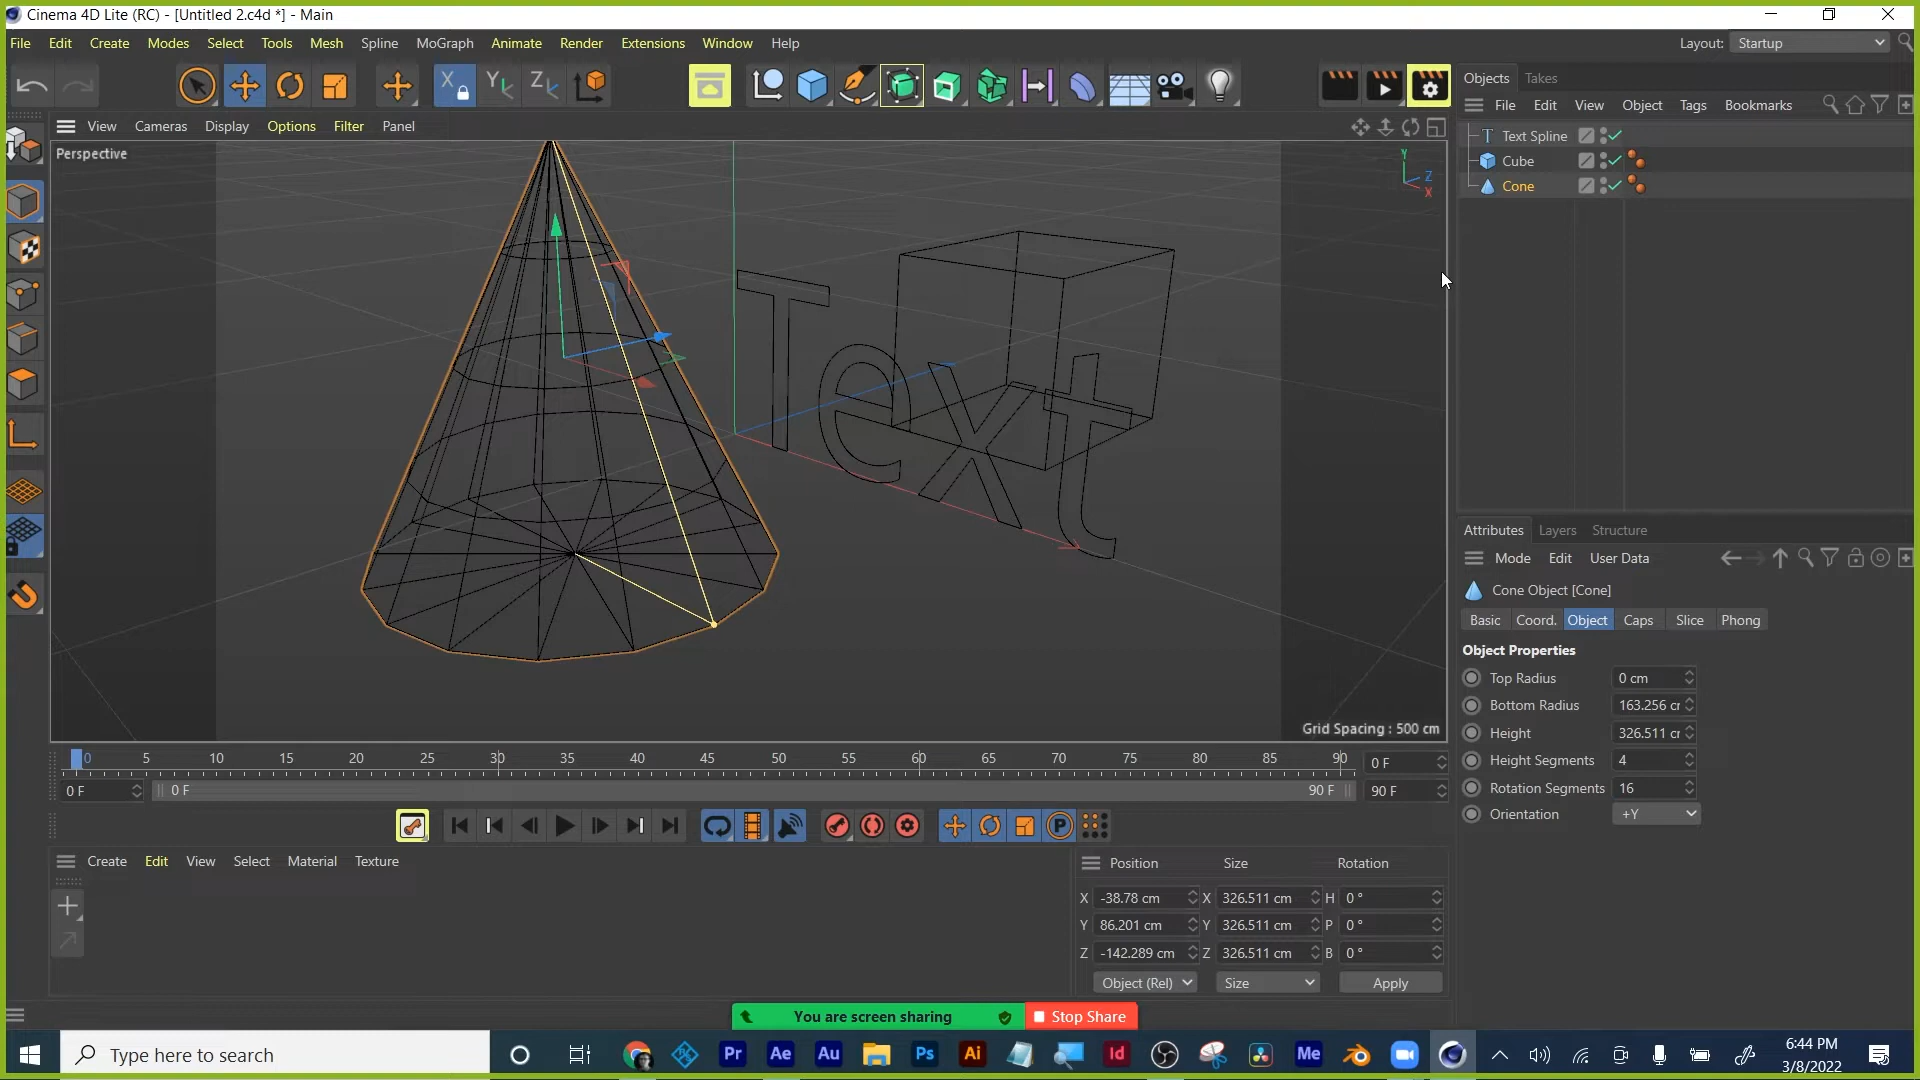 Cinema 4D Lite (RC) - [Untitled 2.c4d *] - Main
File Edit Create Modes Select Tools Mesh Spline MoGraph Animate Render Extensions Window Help
Layout: Startup
X Y Z
Objects Takes
File Edit View Object Tags Bookmarks
View Cameras Display Options Filter Panel
T Text Spline
Cube
Cone
Perspective
Y
Z
X
Text
Grid Spacing : 500 cm
Attributes Layers Structure
Mode Edit User Data
Cone Object [Cone]
Basic Coord. Object Caps Slice Phong
Object Properties
Top Radius 0 cm
Bottom Radius 163.256 cr
Height 326.511 cr
Height Segments 4
Rotation Segments 16
Orientation +Y
0 5 10 15 20 25 30 35 40 45 50 55 60 65 70 75 80 85 90
0 F
0 F 0 F 90 F 90 F
P
Create Edit View Select Material Texture
Position Size Rotation
X -38.78 cm X 326.511 cm H 0 °
Y 86.201 cm Y 326.511 cm P 0 °
Z -142.289 cm Z 326.511 cm B 0 °
Object (Rel) Size Apply
You are screen sharing Stop Share
Type here to search
Pr Ae Au Ps Ai Id Me
6:44 PM
3/8/2022